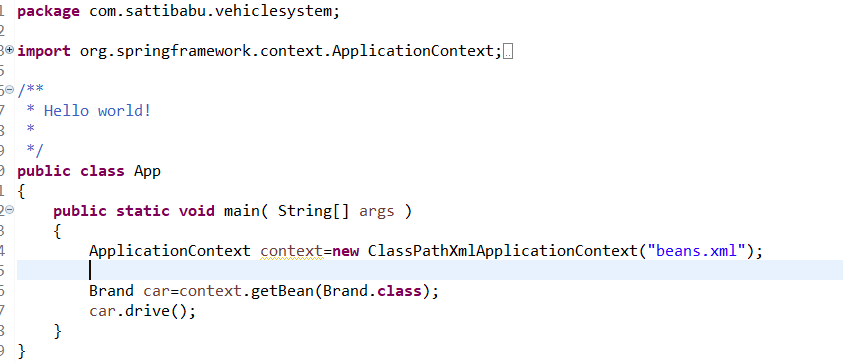 package com.sattibabu.vehiclesystem;
import org.springframework.context.ApplicationContext;
/**
* Hello world!
*
*/
public class App
{
public static void main( String[] args )
{
ApplicationContext context=new ClassPathXmlApplicationContext("beans.xml");
Brand car=context.getBean(Brand.class);
car.drive();
}
}